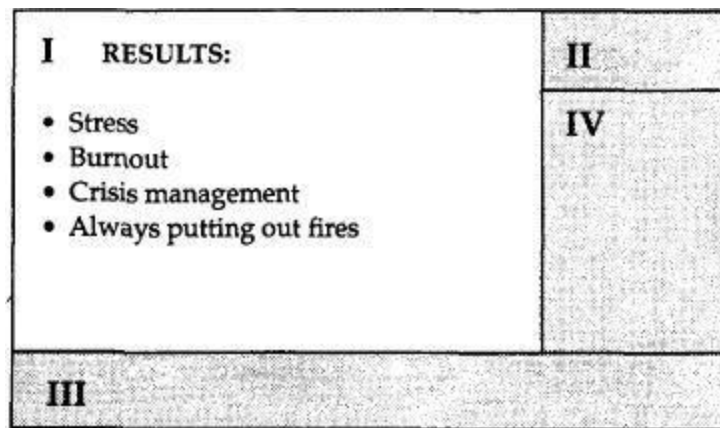 I RESULTS:
• Stress
• Burnout
• Crisis management
• Always putting out fires
II
IV
III